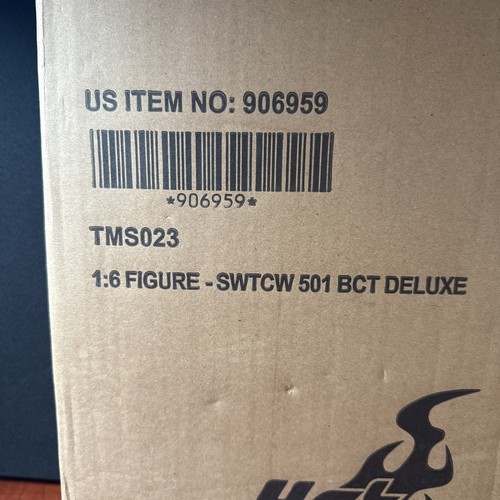 US ITEM NO: 906959
*906959*
TMS023
1:6 FIGURE - SWTCW 501 BCT DELUXE